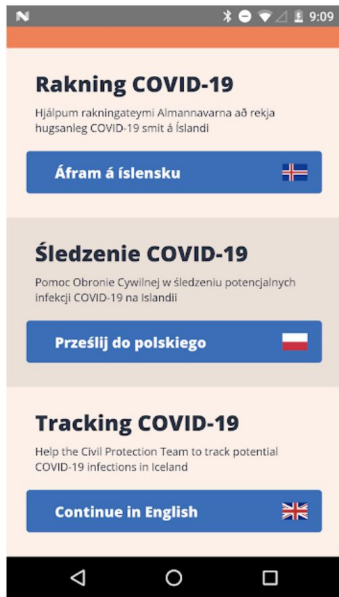 9:09
Rakning COVID-19
Hjálpum rakningateymi Almannavarna að rekja
hugsanleg COVID-19 smit á Íslandi
Áfram á íslensku
Śledzenie COVID-19
Pomoc Obronie Cywilnej w śledzeniu potencjalnych
infekcji COVID-19 na Islandii
Prześlij do polskiego
Tracking COVID-19
Help the Civil Protection Team to track potential
COVID-19 infections in Iceland
Continue in English